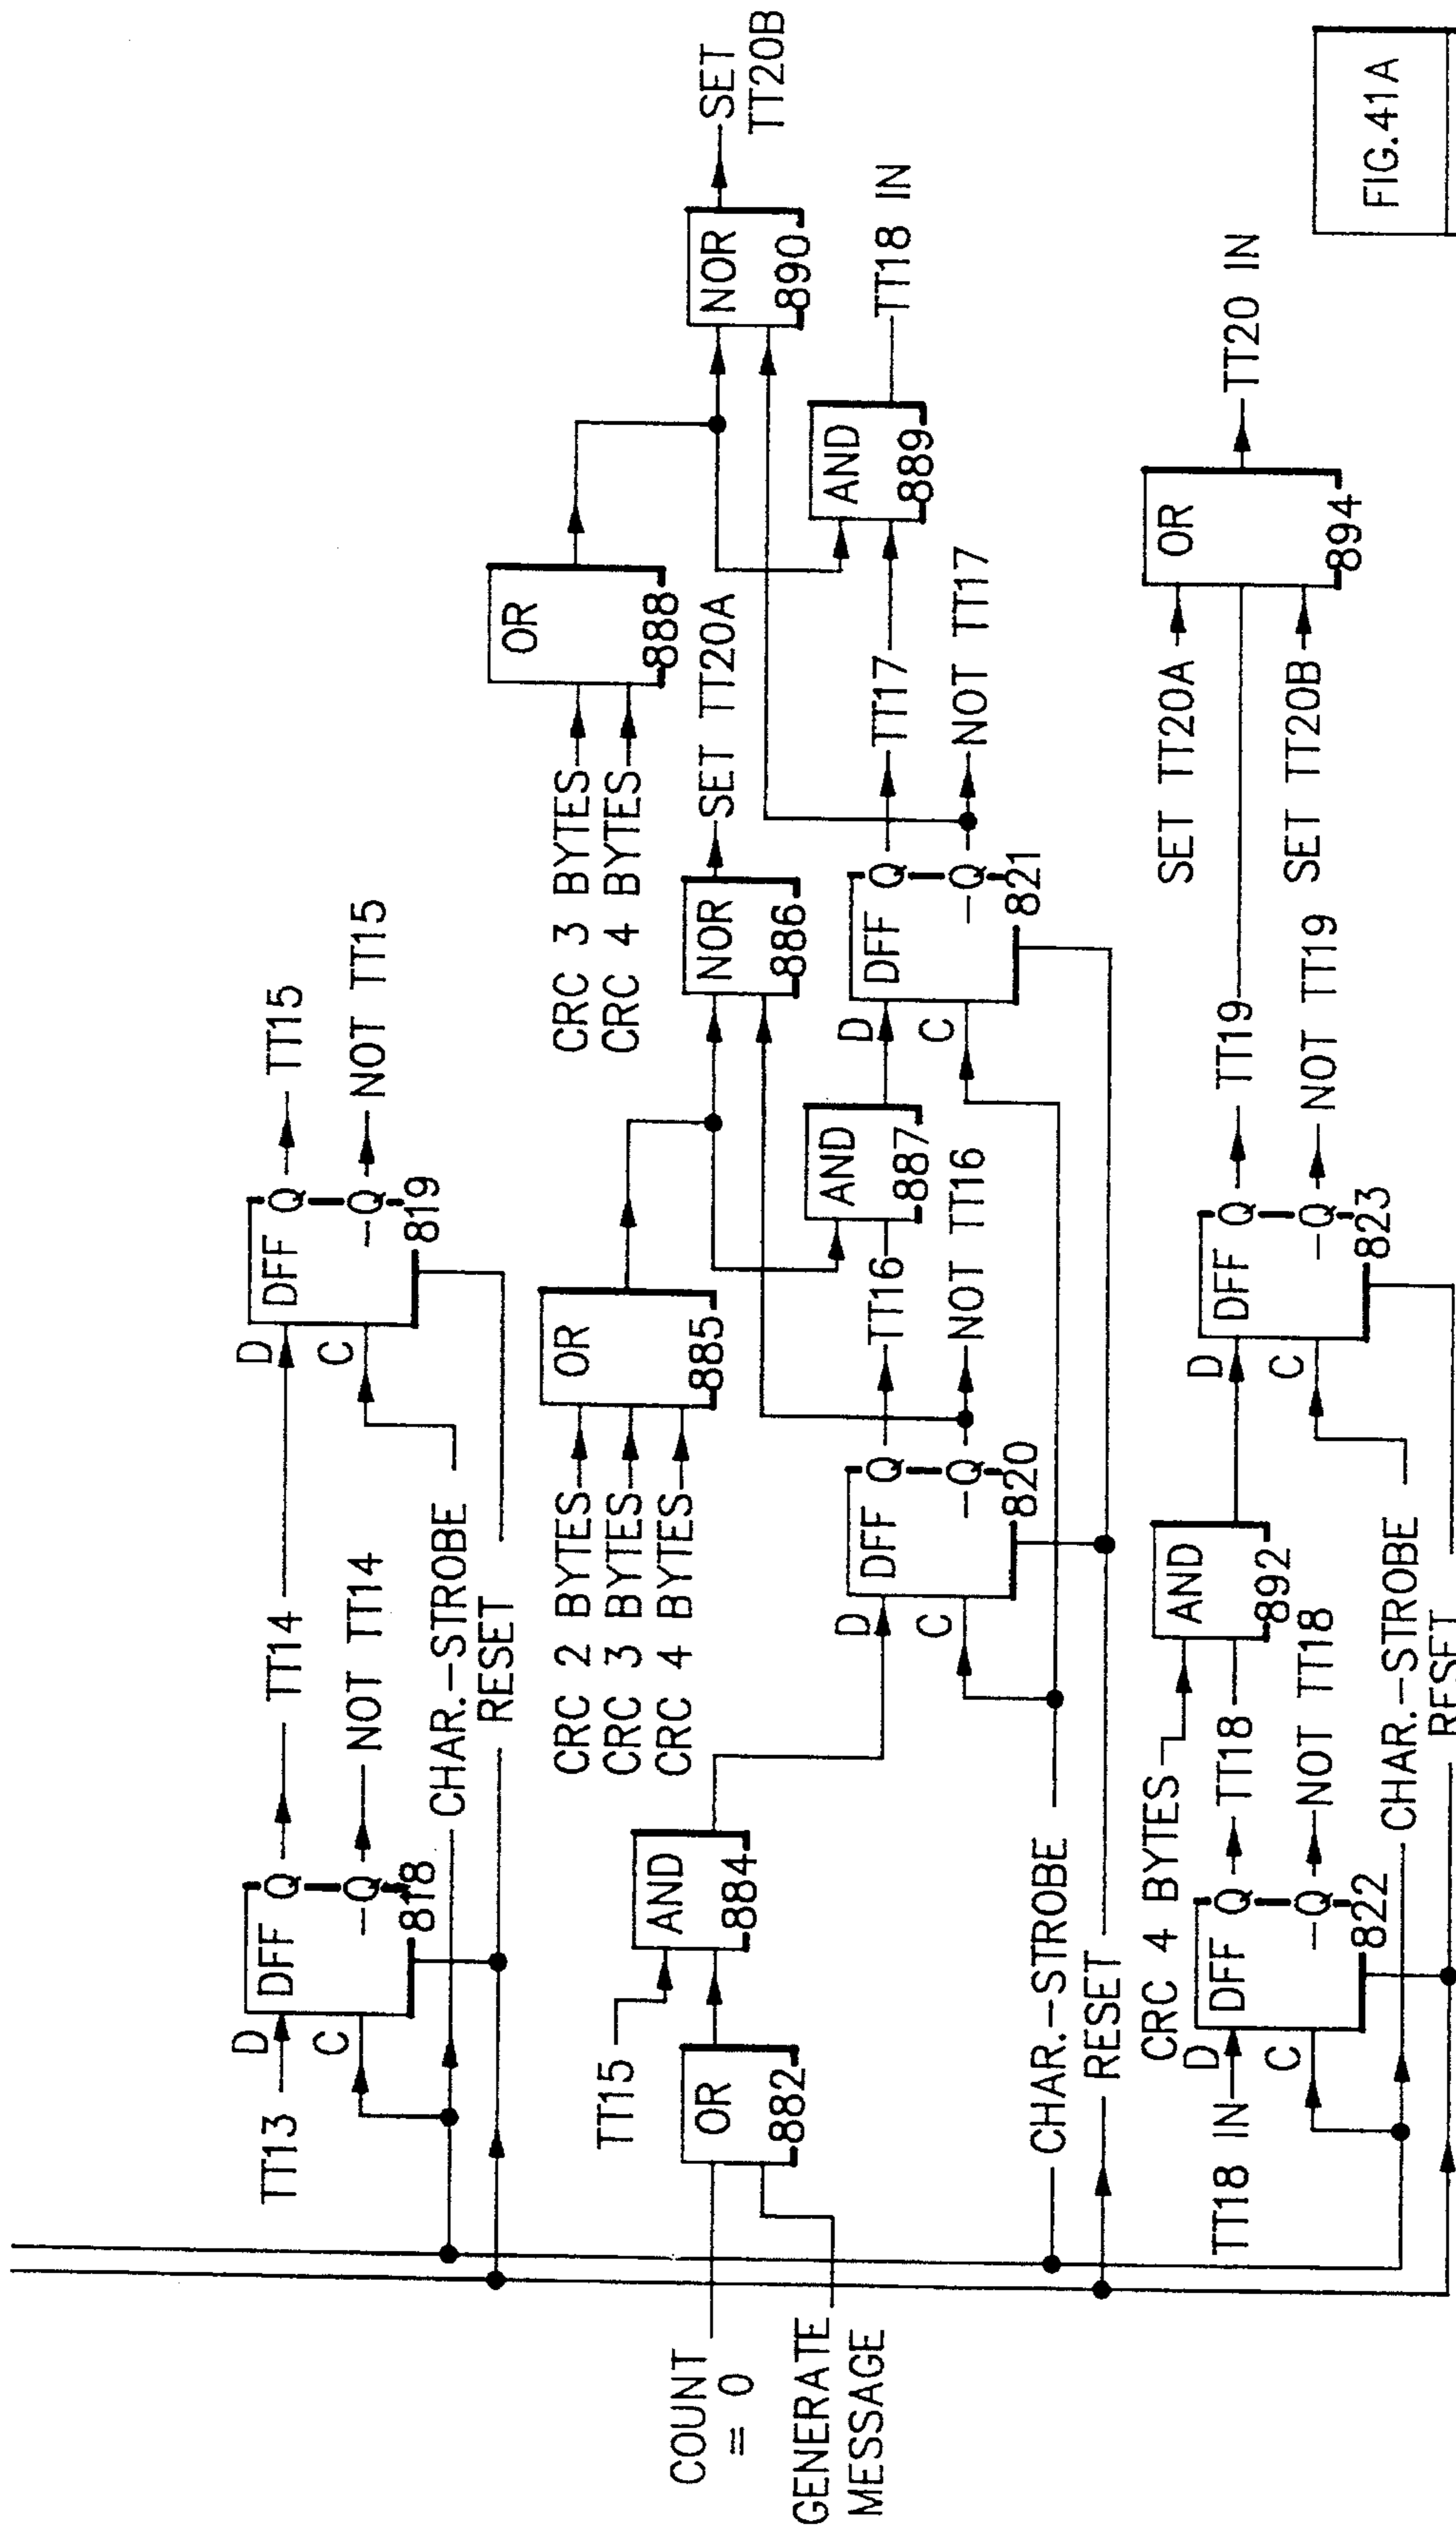 TT13
D
C
DFF
Q
-Q
818
TT14
NOT TT14
D
C
DFF
Q
-Q
819
TT15
NOT TT15
CHAR.-STROBE
RESET
COUNT
= 0
GENERATE
MESSAGE
OR
882
TT15
AND
884
CRC 2 BYTES
CRC 3 BYTES
CRC 4 BYTES
OR
885
D
C
DFF
Q
-Q
820
TT16
NOT TT16
AND
887
NOR
886
SET TT20A
D
C
DFF
Q
-Q
821
TT17
NOT TT17
CRC 3 BYTES
CRC 4 BYTES
OR
888
AND
889
TT18 IN
NOR
890
SET
TT20B
CHAR.-STROBE
RESET
CRC 4 BYTES
TT18 IN
D
C
DFF
Q
-Q
822
TT18
NOT TT18
AND
892
D
C
DFF
Q
-Q
823
TT19
NOT TT19
SET TT20A
SET TT20B
OR
894
TT20 IN
CHAR.-STROBE
RESET
FIG.41A